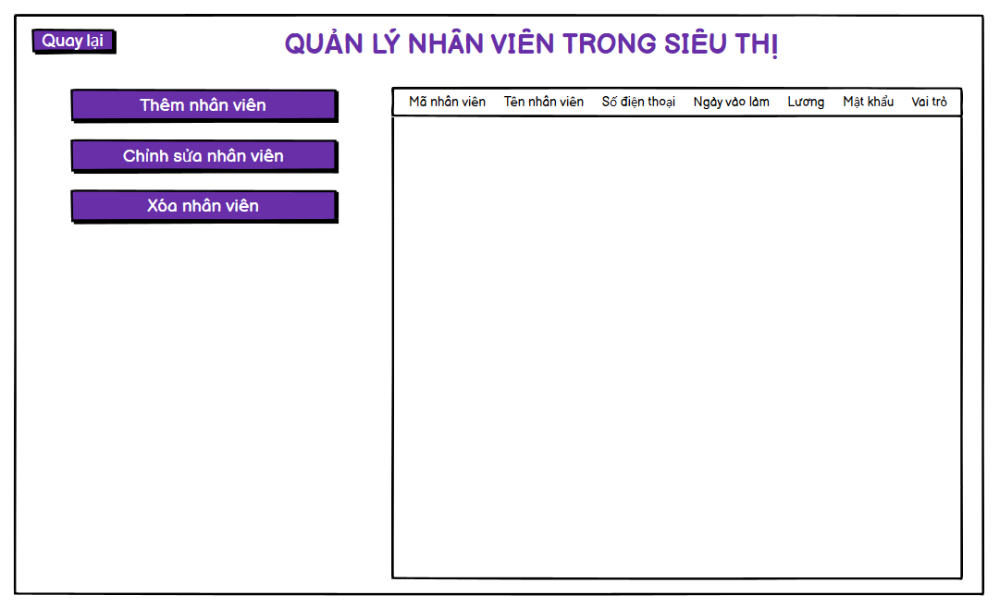 Quay lại
QUẢN LÝ NHÂN VIÊN TRONG SIÊU THỊ
Thêm nhân viên
Chỉnh sửa nhân viên
Xóa nhân viên
Mã nhân viên Tên nhân viên Số điện thoại Ngày vào làm Lương Mật khẩu Vai trò